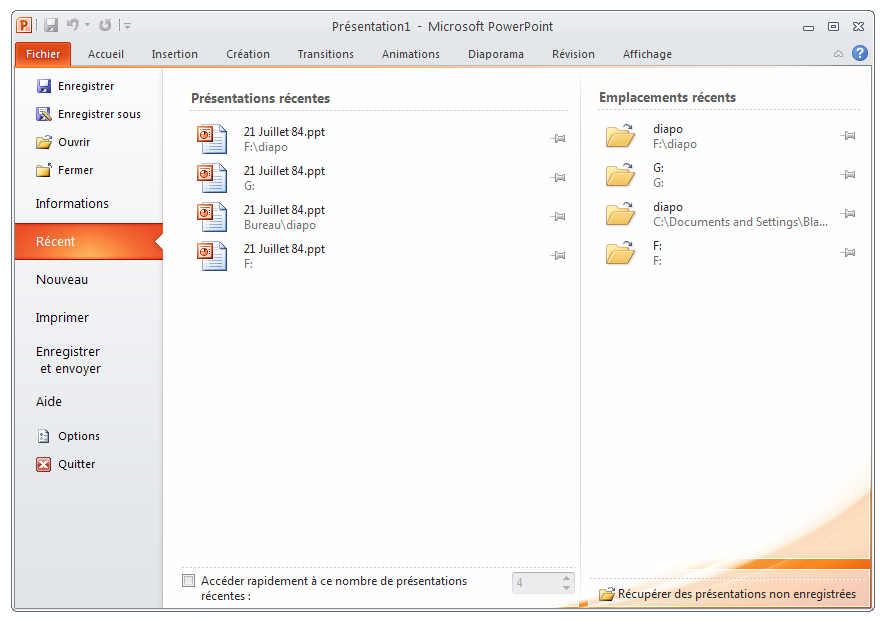 Présentation1 - Microsoft PowerPoint
Fichier Accueil Insertion Création Transitions Animations Diaporama Révision Affichage
Enregistrer
Enregistrer sous
Ouvrir
Fermer
Informations
Récent
Nouveau
Imprimer
Enregistrer
et envoyer
Aide
Options
Quitter
Présentations récentes
21 Juillet 84.ppt
F:\diapo
21 Juillet 84.ppt
G:
21 Juillet 84.ppt
Bureau\diapo
21 Juillet 84.ppt
F:
Accéder rapidement à ce nombre de présentations
récentes :
4
Emplacements récents
diapo
F:\diapo
G:
G:
diapo
C:\Documents and Settings\Bla...
F:
F:
Récupérer des présentations non enregistrées